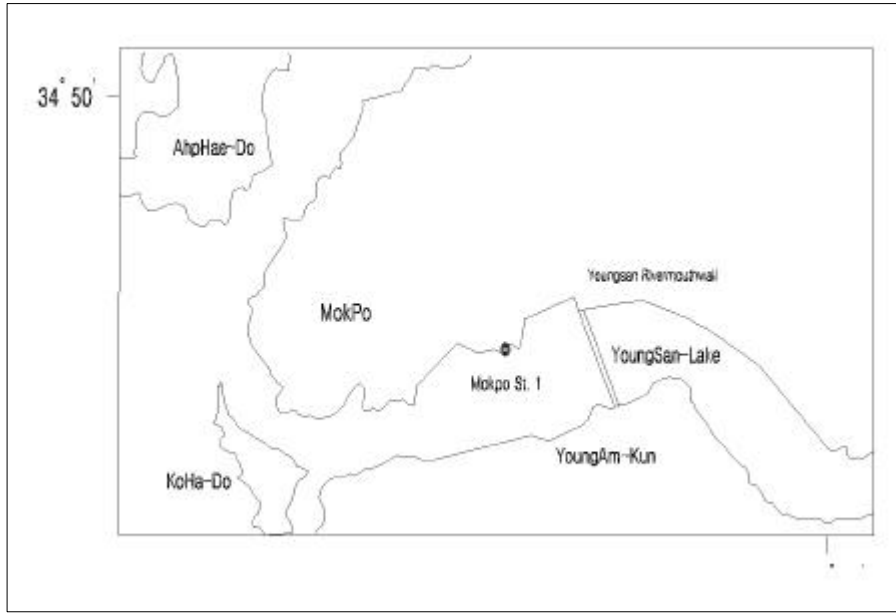 34° 50'
AhpHae-Do
Youngsan Rivermouthwall
MokPo
YoungSan-Lake
Mokpo St. 1
YoungAm-Kun
KoHa-Do
° '